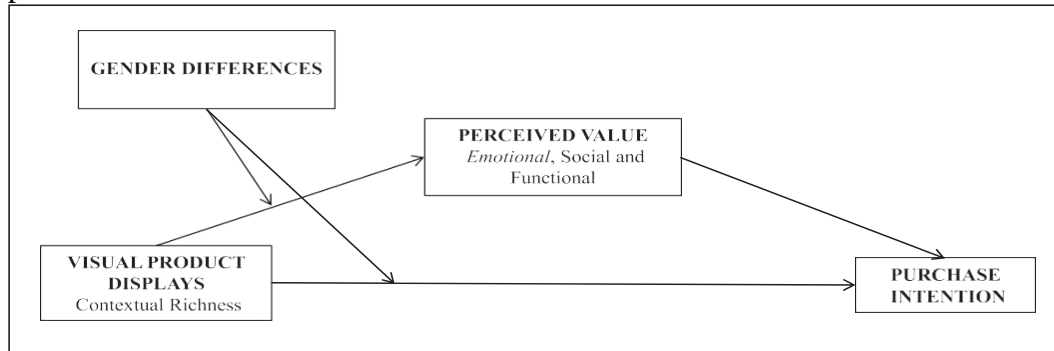 GENDER DIFFERENCES
PERCEIVED VALUE
Emotional, Social and
Functional
VISUAL PRODUCT
DISPLAYS
Contextual Richness
PURCHASE
INTENTION